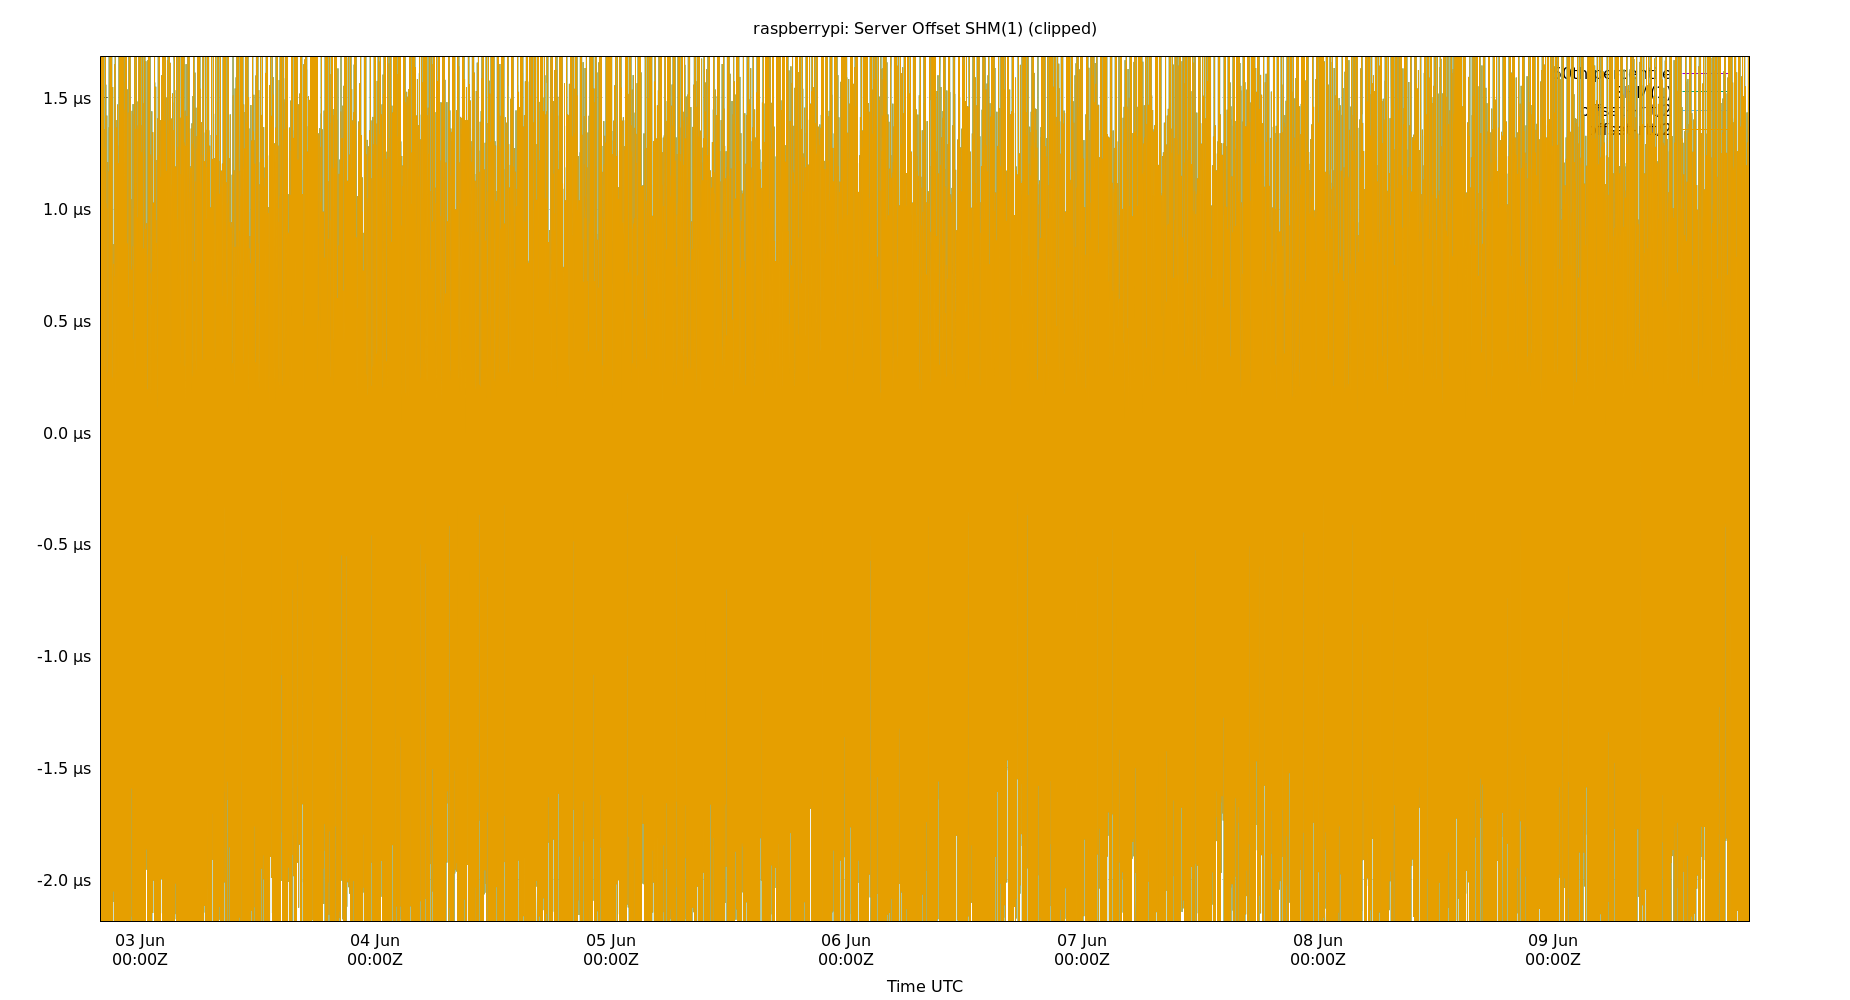 raspberrypi: Server Offset SHM(1) (clipped)
1.5 µs
1.0 µs
0.5 µs
0.0 µs
-0.5 µs
-1.0 µs
-1.5 µs
-2.0 µs
03 Jun 04 Jun 05 Jun 06 Jun 07 Jun 08 Jun 09 Jun
00:00Z 00:00Z 00:00Z 00:00Z 00:00Z 00:00Z 00:00Z
Time UTC